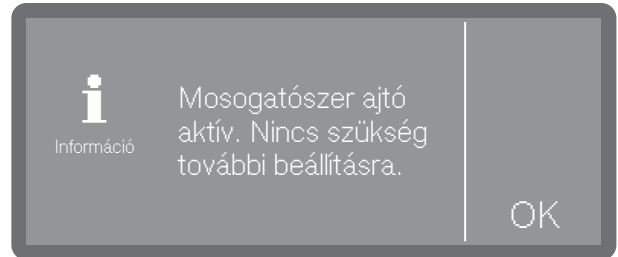 i
Információ
Mosogatószer ajtó
aktív. Nincs szükség
további beállításra.
OK